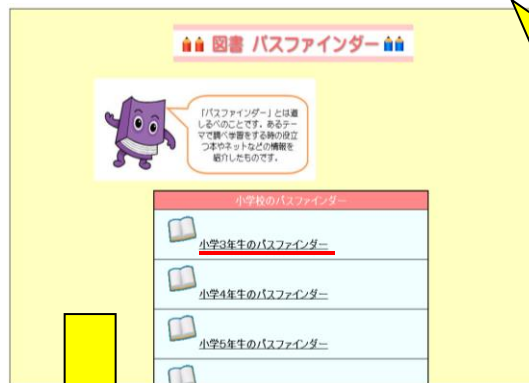 図書 パスファインダー
「パスファインダー」とは道
しるべのことです。あるテー
マで調べ学習をする時の役立
つ本やネットなどの情報を
紹介したものです。
小学校のパスファインダー
小学3年生のパスファインダー
小学4年生のパスファインダー
小学5年生のパスファインダー